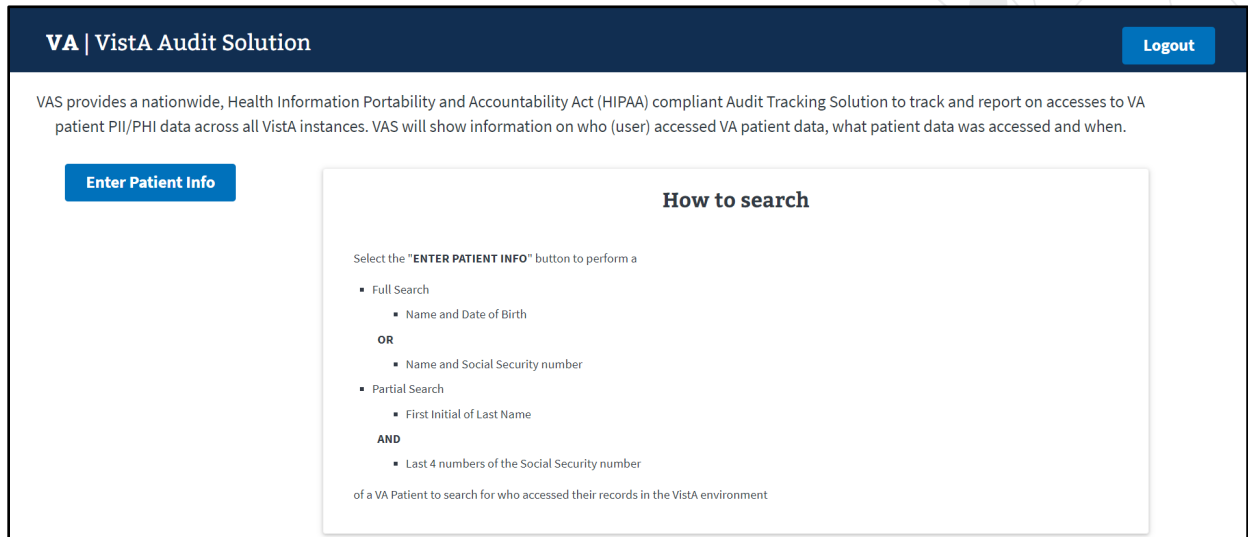 VA | VistA Audit Solution
Logout
VAS provides a nationwide, Health Information Portability and Accountability Act (HIPAA) compliant Audit Tracking Solution to track and report on accesses to VA
patient PII/PHI data across all VistA instances. VAS will show information on who (user) accessed VA patient data, what patient data was accessed and when.
Enter Patient Info
How to search
Select the "ENTER PATIENT INFO" button to perform a
▪ Full Search
▪ Name and Date of Birth
OR
▪ Name and Social Security number
▪ Partial Search
▪ First Initial of Last Name
AND
▪ Last 4 numbers of the Social Security number
of a VA Patient to search for who accessed their records in the VistA environment